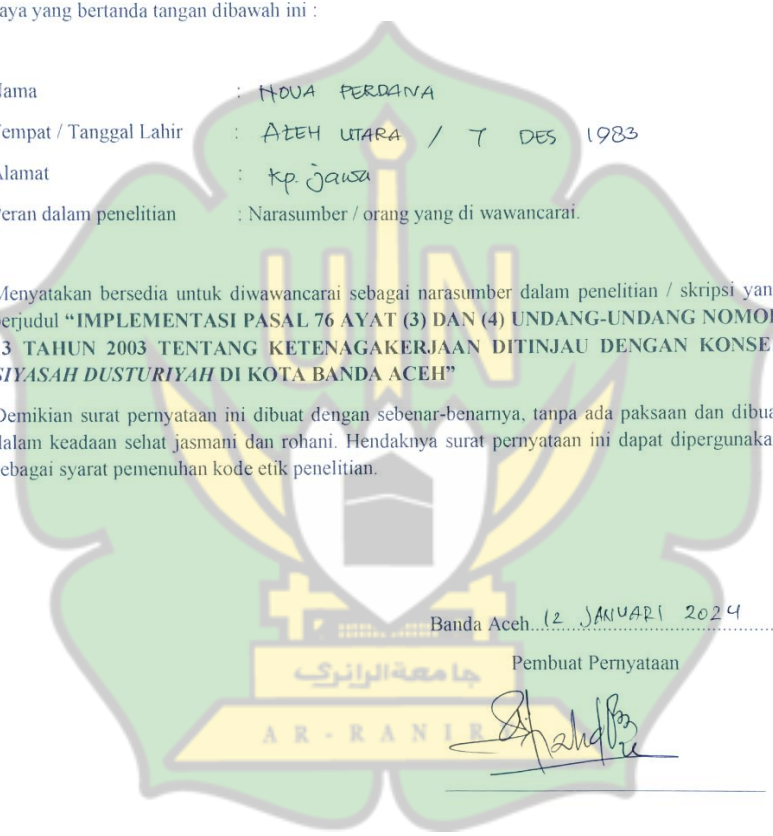 aya yang bertanda tangan dibawah ini :
Nama : NOVA PERDANA
Tempat / Tanggal Lahir : ACEH UTARA / 7 DES 1983
Alamat : Kp. jawa
Peran dalam penelitian : Narasumber / orang yang di wawancarai.
Menyatakan bersedia untuk diwawancarai sebagai narasumber dalam penelitian / skripsi yan
berjudul “IMPLEMENTASI PASAL 76 AYAT (3) DAN (4) UNDANG-UNDANG NOMOR
3 TAHUN 2003 TENTANG KETENAGAKERJAAN DITINJAU DENGAN KONSE
SIYASAH DUSTURIYAH DI KOTA BANDA ACEH”
Demikian surat pernyataan ini dibuat dengan sebenar-benarnya, tanpa ada paksaan dan dibua
dalam keadaan sehat jasmani dan rohani. Hendaknya surat pernyataan ini dapat dipergunaka
sebagai syarat pemenuhan kode etik penelitian.
Banda Aceh 12 JANUARI 2024
Pembuat Pernyataan
UIN
جامعةالرانري
AR-RANIRY